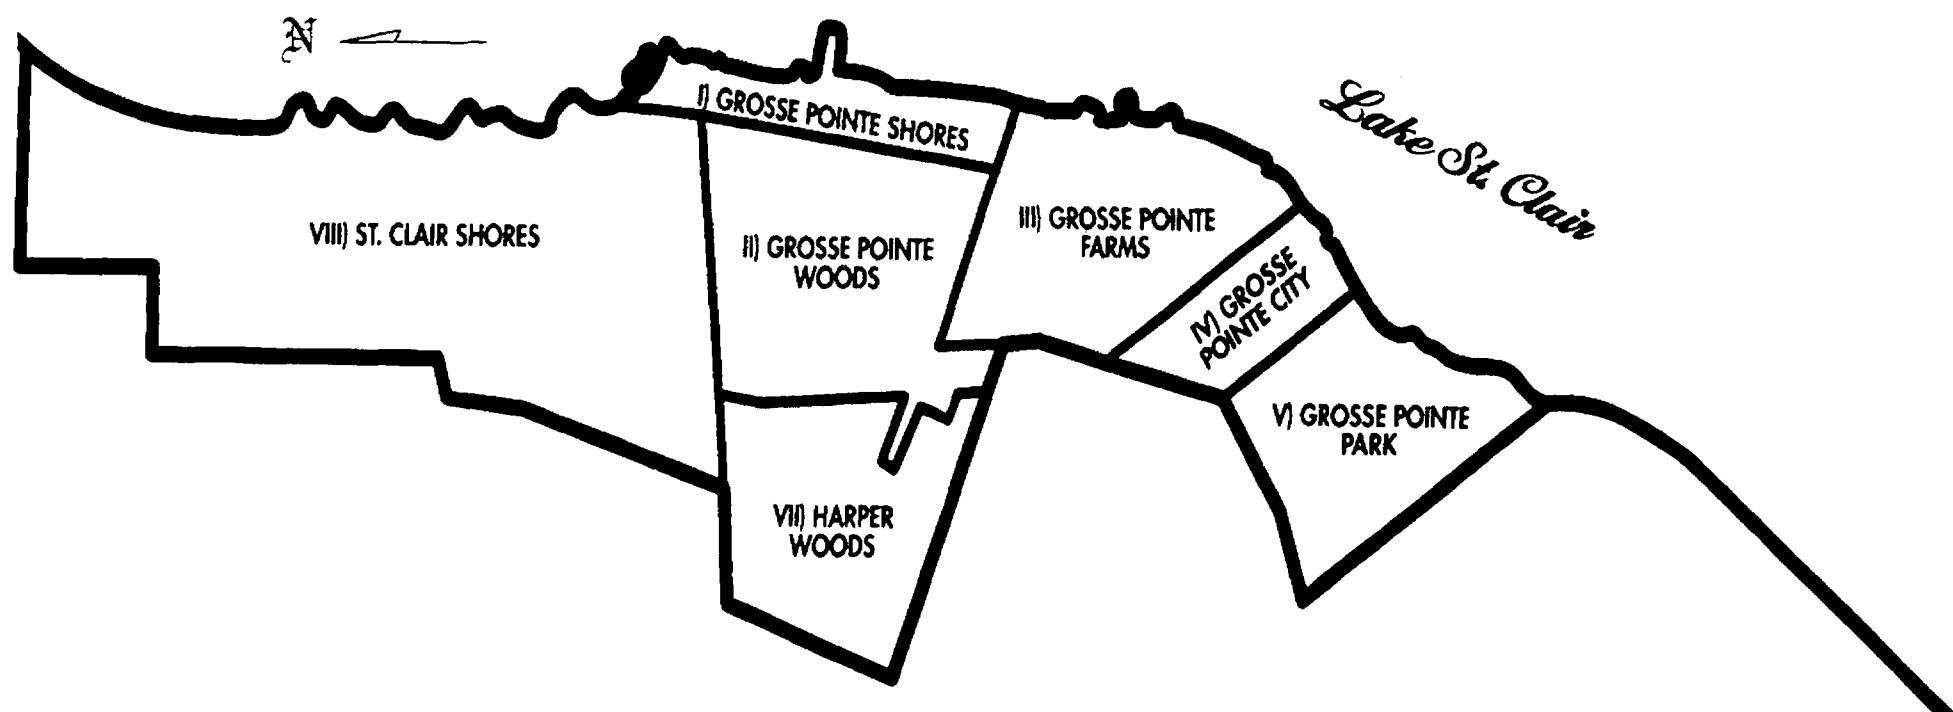 N
I) GROSSE POINTE SHORES
Lake St. Clair
VIII) ST. CLAIR SHORES
II) GROSSE POINTE
WOODS
III) GROSSE POINTE
FARMS
IV) GROSSE
POINTE CITY
V) GROSSE POINTE
PARK
VII) HARPER
WOODS